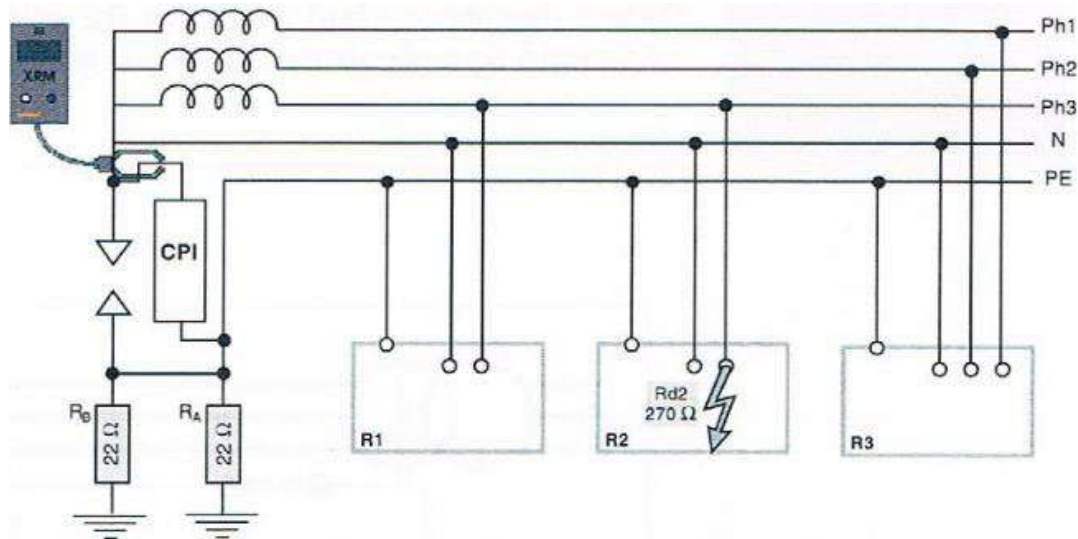 Ph1
Ph2
XRM
Ph3
N
PE
CPI
Rd2
270 Ω
RB
22 Ω
RA
22 Ω
R1
R2
R3